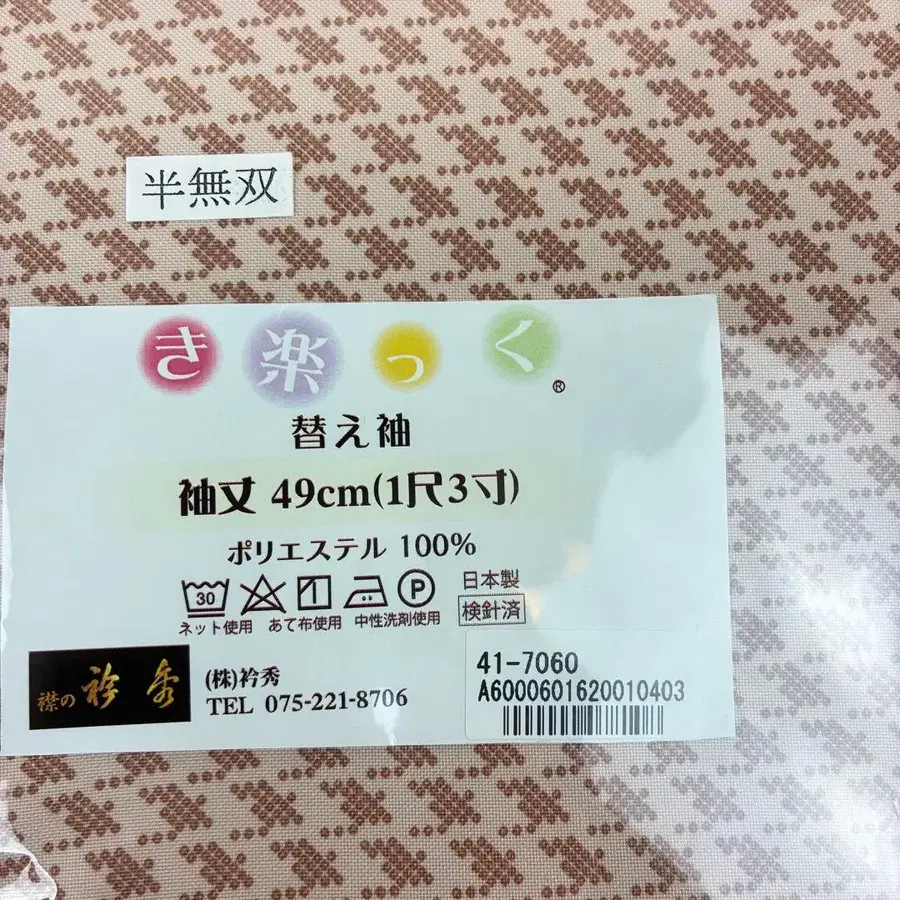 半無双
き楽っく®
替え袖
袖丈 49cm(1尺3寸)
ポリエステル 100%
30 P
ネット使用 あて布使用 中性洗剤使用
日本製
検針済
襟の 衿秀
(株)衿秀
TEL 075-221-8706
41-7060
A6000601620010403